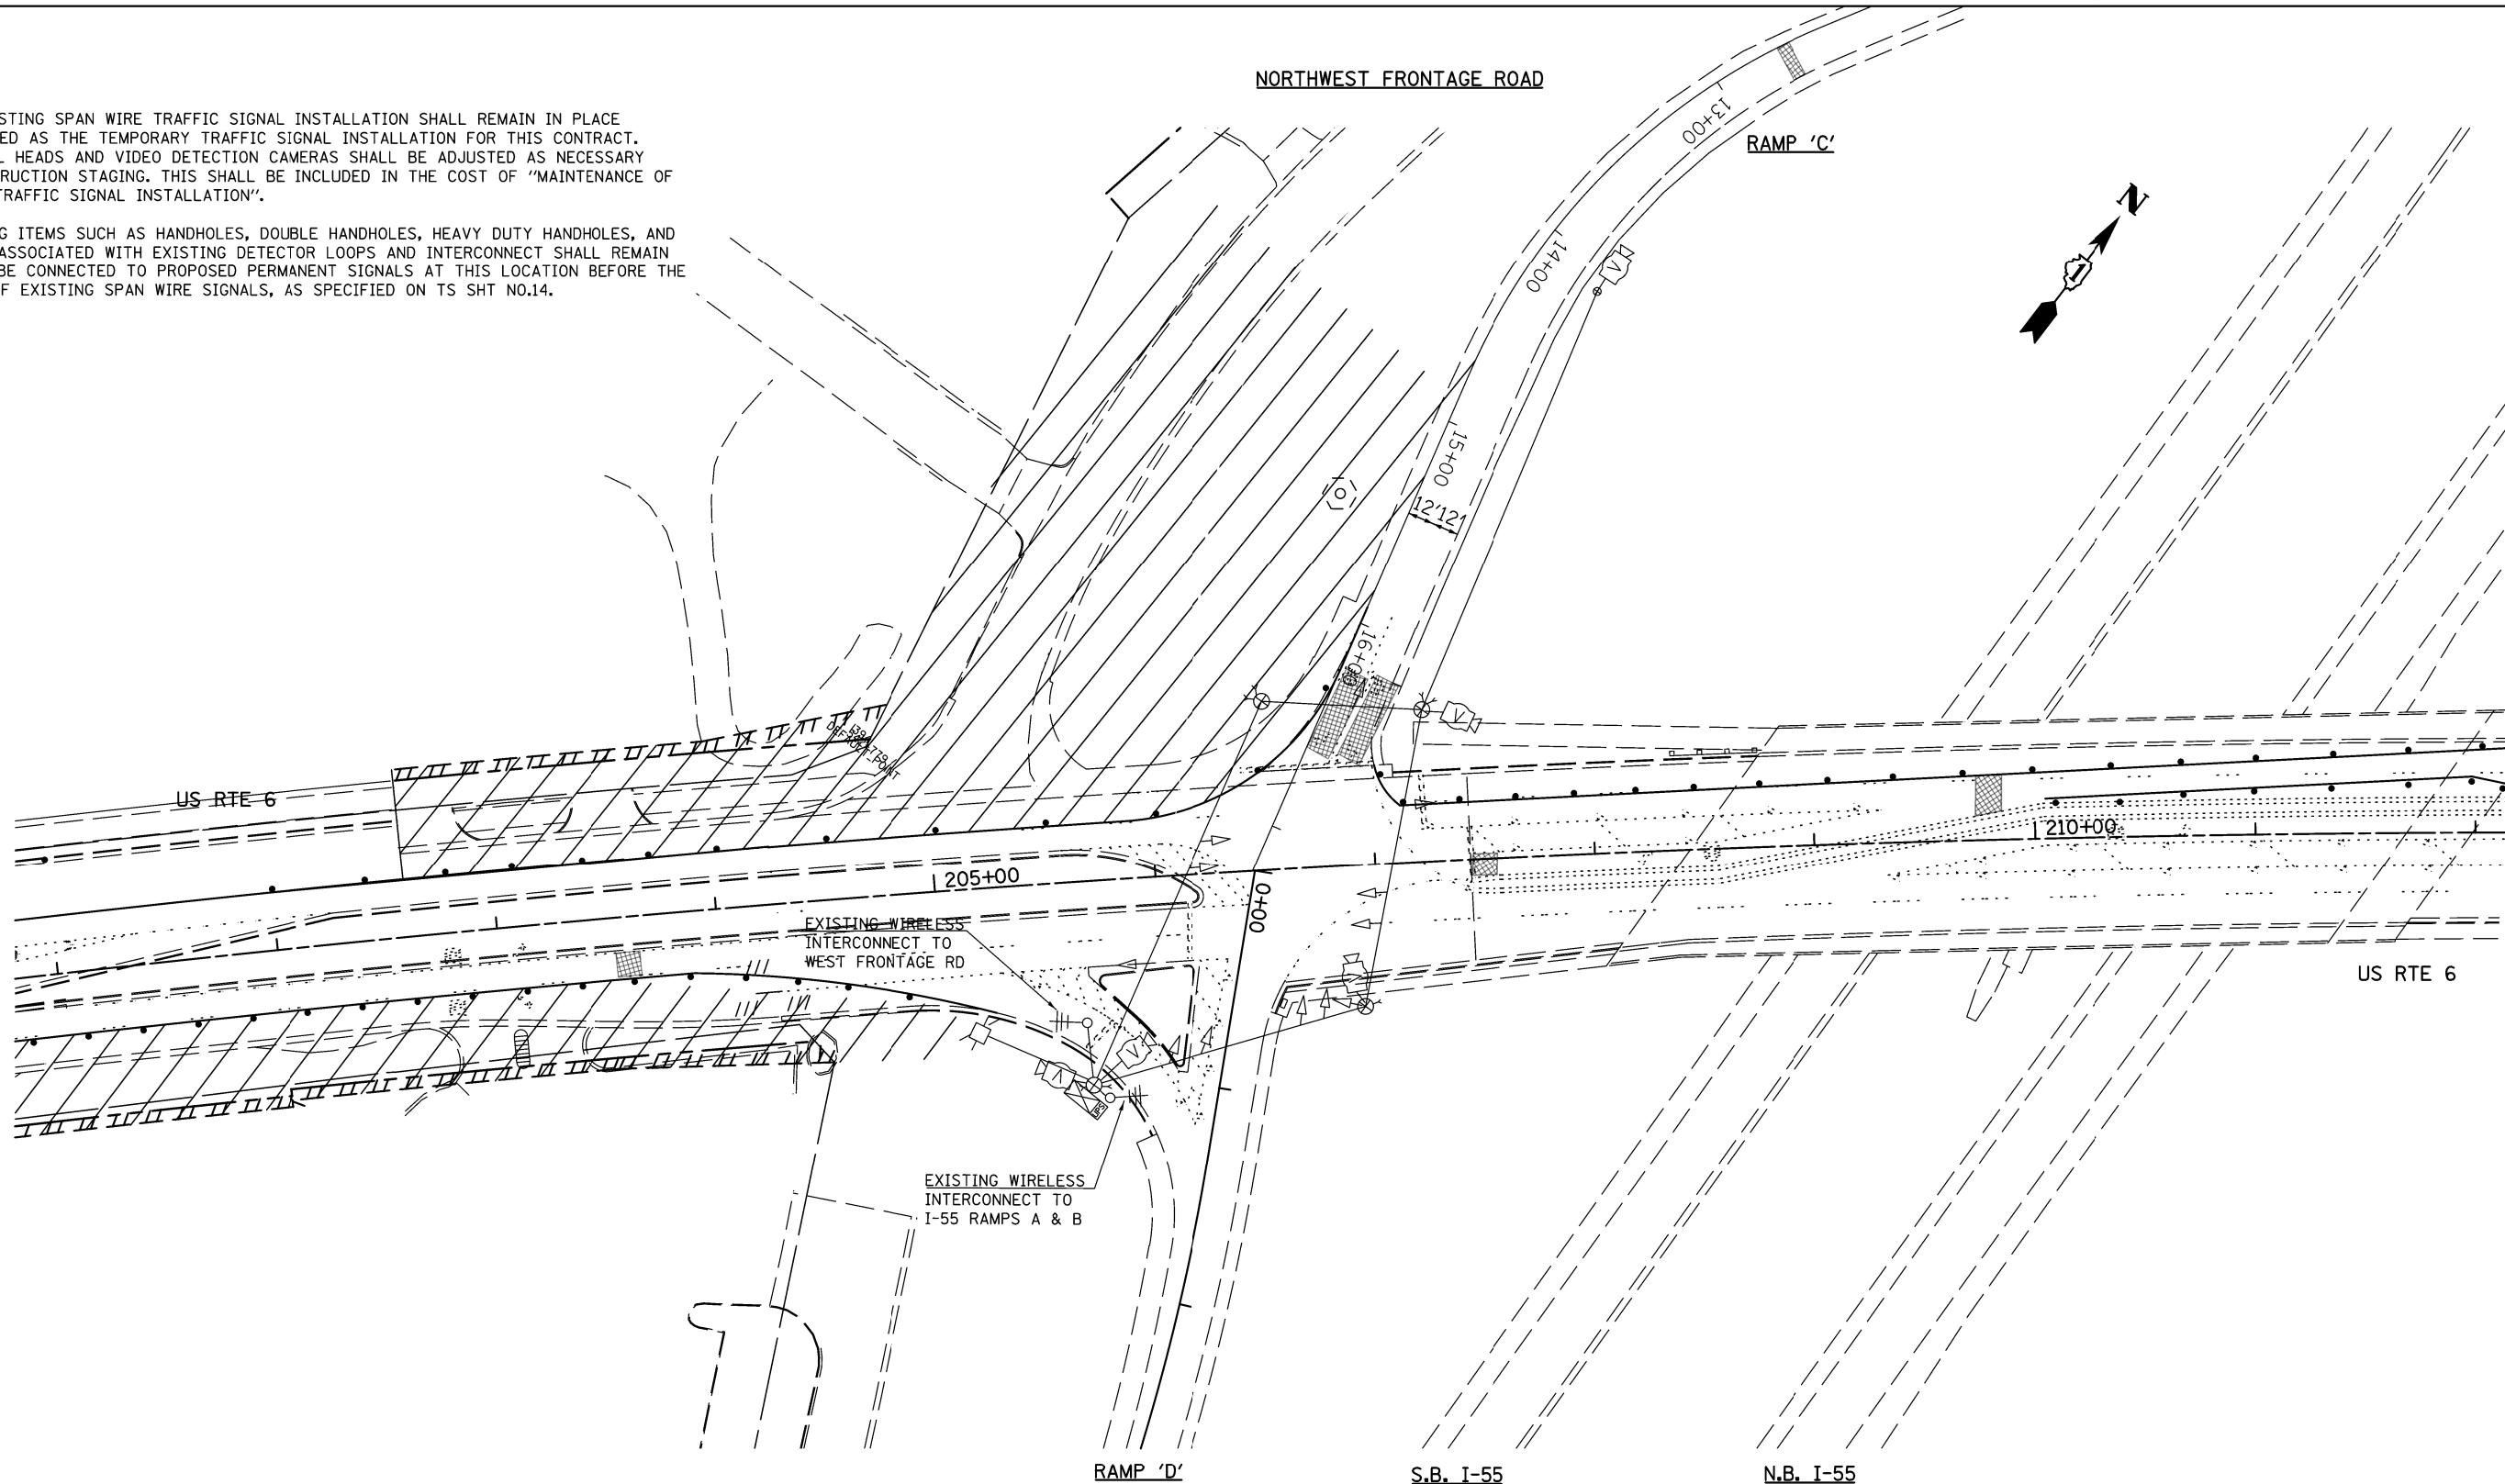 NORTHWEST FRONTAGE ROAD
ISTING SPAN WIRE TRAFFIC SIGNAL INSTALLATION SHALL REMAIN IN PLACE
ED AS THE TEMPORARY TRAFFIC SIGNAL INSTALLATION FOR THIS CONTRACT.
L HEADS AND VIDEO DETECTION CAMERAS SHALL BE ADJUSTED AS NECESSARY
RUCTION STAGING. THIS SHALL BE INCLUDED IN THE COST OF "MAINTENANCE OF
TRAFFIC SIGNAL INSTALLATION".
G ITEMS SUCH AS HANDHOLES, DOUBLE HANDHOLES, HEAVY DUTY HANDHOLES, AND
ASSOCIATED WITH EXISTING DETECTOR LOOPS AND INTERCONNECT SHALL REMAIN
BE CONNECTED TO PROPOSED PERMANENT SIGNALS AT THIS LOCATION BEFORE THE
F EXISTING SPAN WIRE SIGNALS, AS SPECIFIED ON TS SHT NO.14.
13+00
RAMP 'C'
N
1
14+00
V
15+00
12'12'
16+00
V
DEFAULT_POINT
US RTE 6
210+00
205+00
0+00
EXISTING WIRELESS
INTERCONNECT TO
WEST FRONTAGE RD
US RTE 6
V
V
UPS
EXISTING WIRELESS
INTERCONNECT TO
I-55 RAMPS A & B
RAMP 'D'
S.B. I-55
N.B. I-55